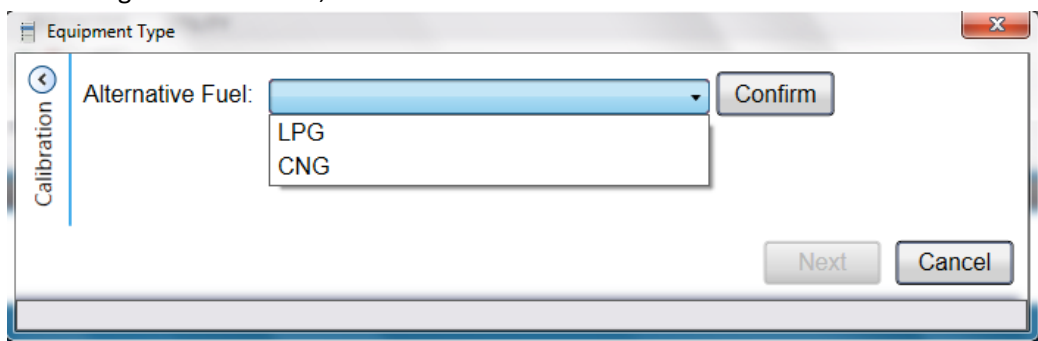 Equipment Type
Calibration
Alternative Fuel:
Confirm
LPG
CNG
Next
Cancel